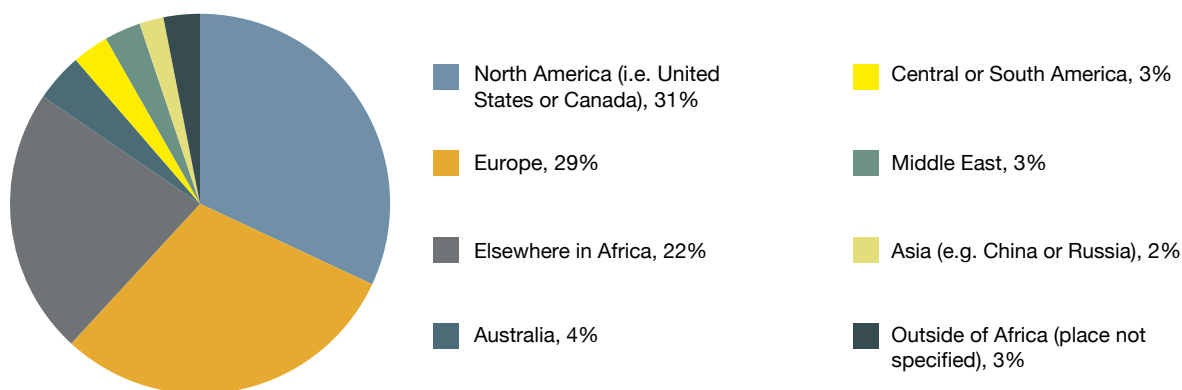 North America (i.e. United
States or Canada), 31%
Europe, 29%
Elsewhere in Africa, 22%
Australia, 4%
Central or South America, 3%
Middle East, 3%
Asia (e.g. China or Russia), 2%
Outside of Africa (place not
specified), 3%